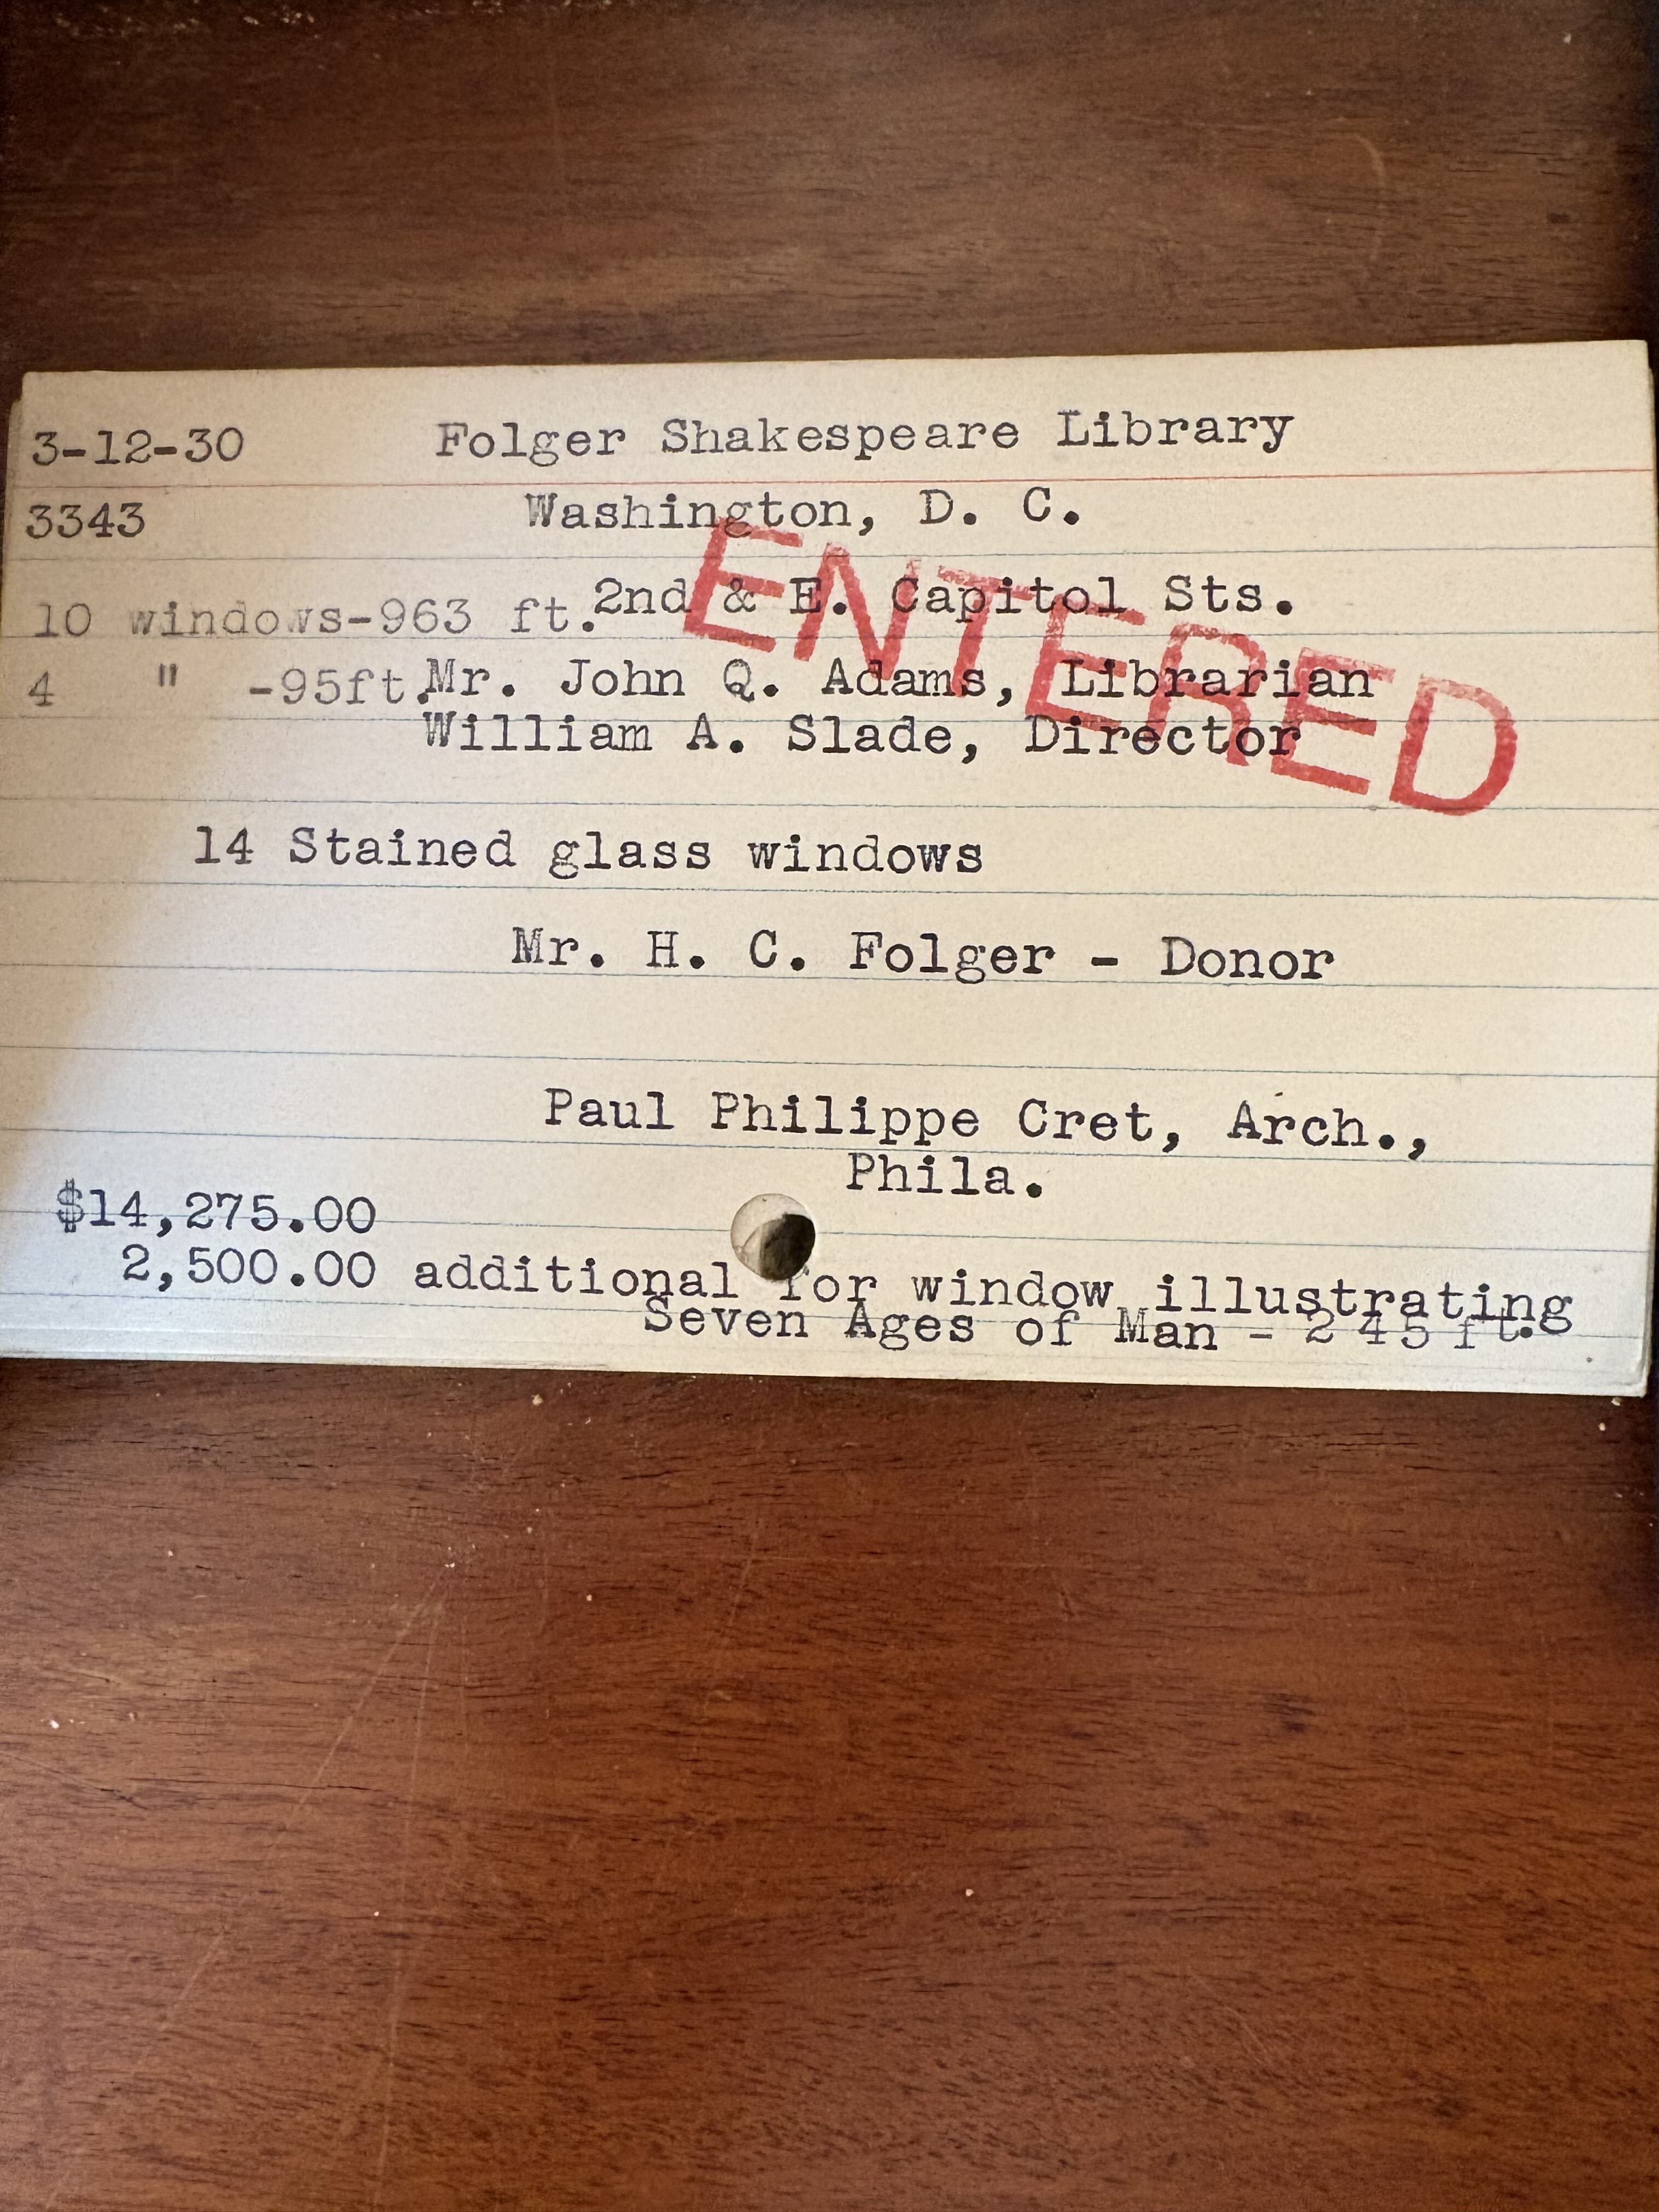 3-12-30 Folger Shakespeare Library
3343 Washington, D. C.
10 windows-963 ft. 2nd & E. Capitol Sts.
4 " -95ft. Mr. John Q. Adams, Librarian
William A. Slade, Director
ENTERED
14 Stained glass windows
Mr. H. C. Folger - Donor
Paul Philippe Cret, Arch.,
Phila.
$14,275.00
2,500.00 additional for window illustrating
Seven Ages of Man - 245 ft.